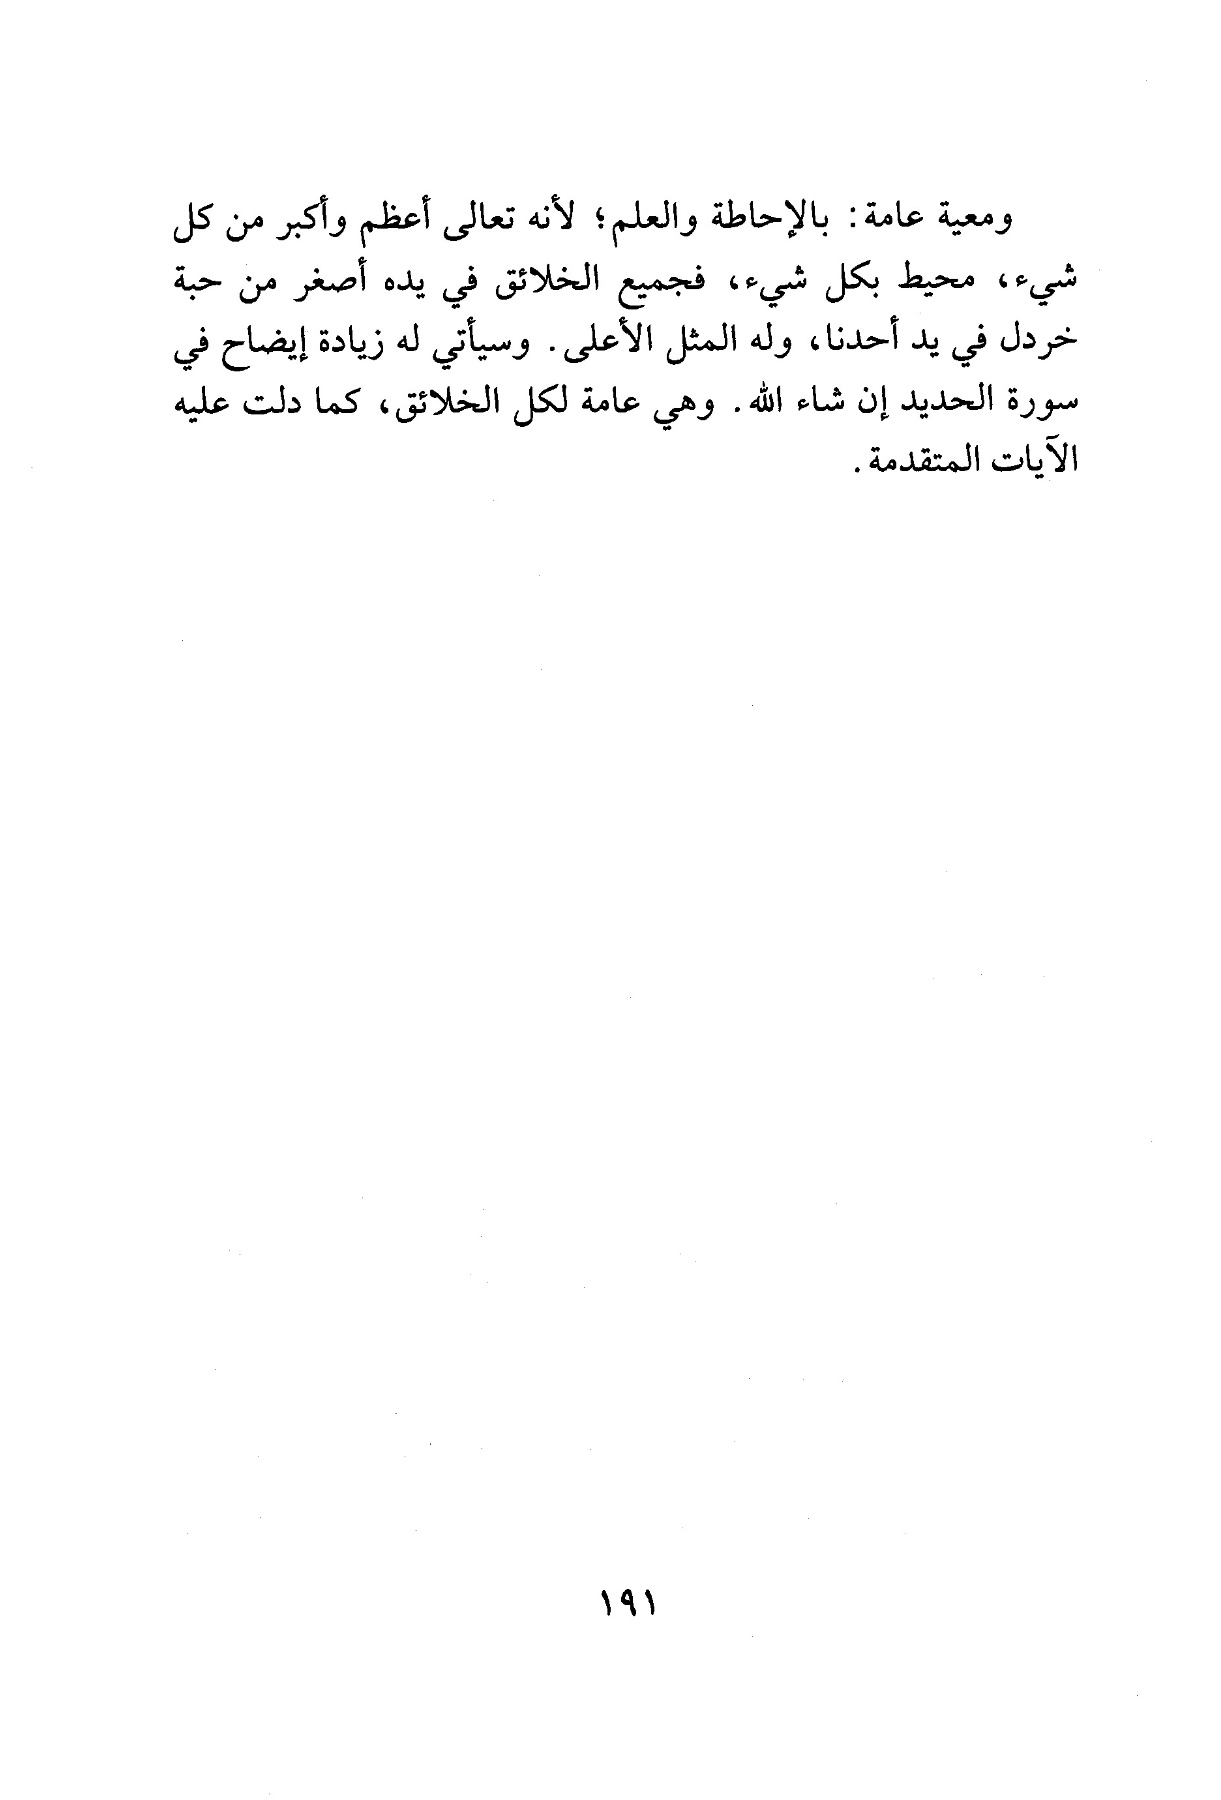 ومعية عامة: بالإحاطة والعلم؛ لأنه تعالى أعظم وأكبر من كل
شيء، محيط بكل شيء، فجميع الخلائق في يده أصغر من حبة
خردل في يد أحدنا، وله المثل الأعلى. وسيأتي له زيادة إيضاح في
سورة الحديد إن شاء الله. وهي عامة لكل الخلائق، كما دلت عليه
الآيات المتقدمة.
١٩١